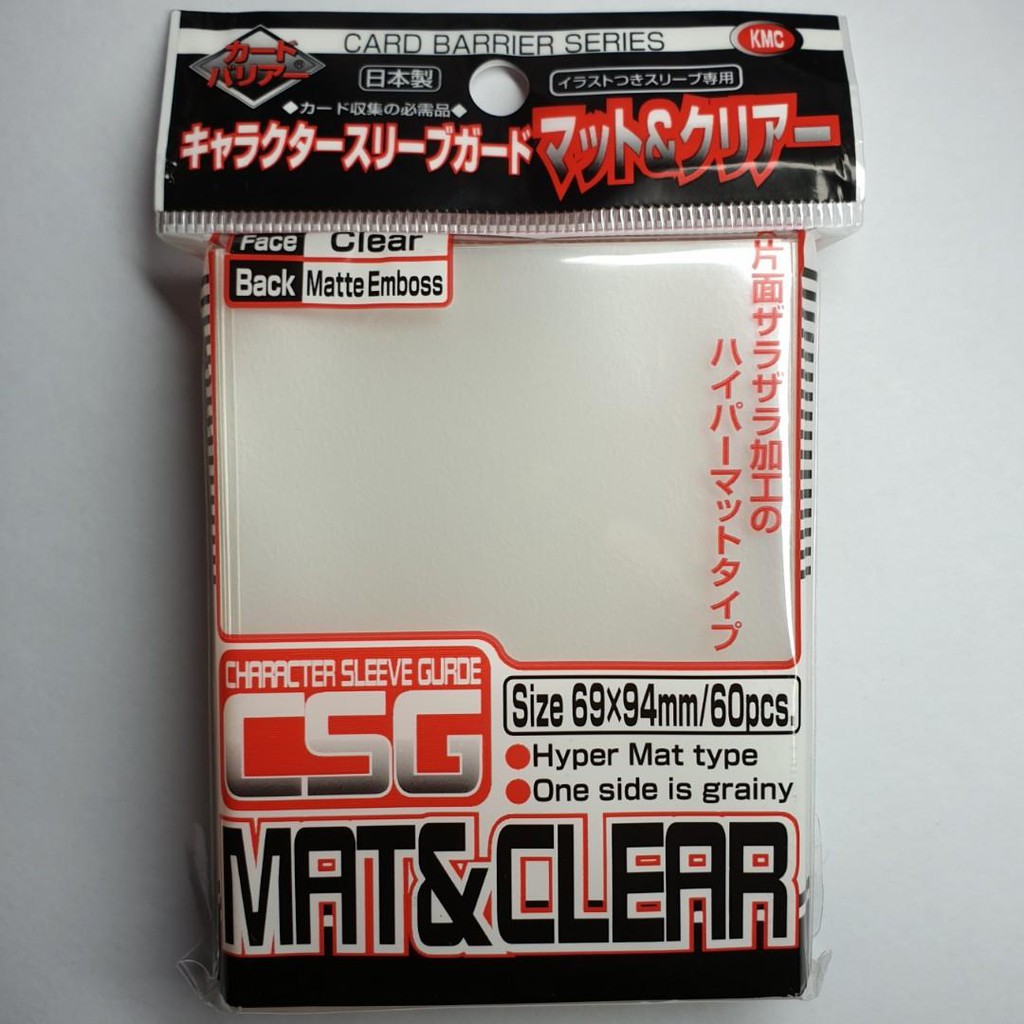 カード
バリアー®
CARD BARRIER SERIES
KMC
日本製
イラストつきスリーブ専用
◆カード収集の必需品◆
キャラクタースリーブガード
マット&クリアー
Face Clear
Back Matte Emboss
片面ザラザラ加工の
ハイパーマットタイプ
CHARACTER SLEEVE GURDE
CSG
Size 69×94mm/60pcs.
●Hyper Mat type
●One side is grainy
MAT&CLEAR